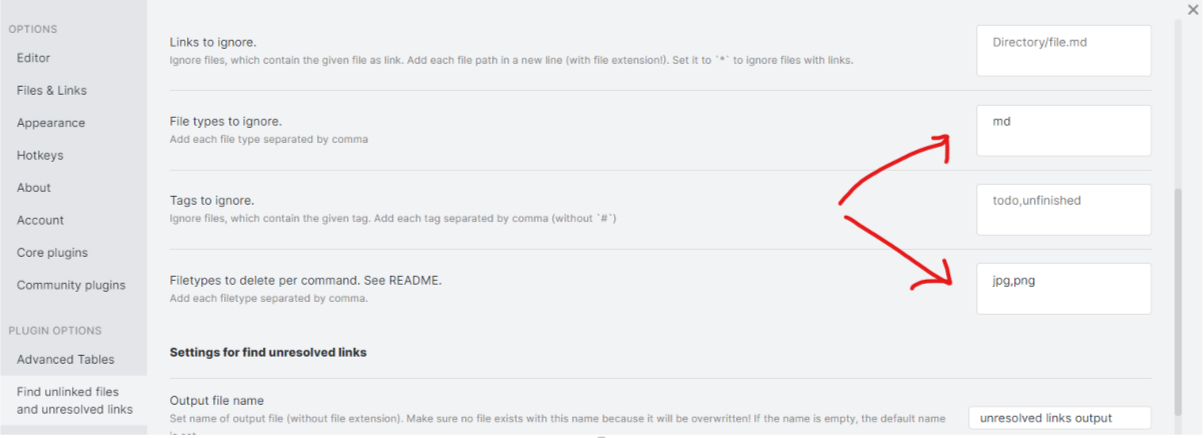 OPTIONS
Editor
Files & Links
Appearance
Hotkeys
About
Account
Core plugins
Community plugins
PLUGIN OPTIONS
Advanced Tables
Find unlinked files
and unresolved links
Links to ignore.
Ignore files, which contain the given file as link. Add each file path in a new line (with file extension!). Set it to `*` to ignore files with links.
Directory/file.md
File types to ignore.
Add each file type separated by comma
md
Tags to ignore.
Ignore files, which contain the given tag. Add each tag separated by comma (without `#`)
todo,unfinished
Filetypes to delete per command. See README.
Add each filetype separated by comma.
jpg,png
Settings for find unresolved links
Output file name
Set name of output file (without file extension). Make sure no file exists with this name because it will be overwritten! If the name is empty, the default name
unresolved links output